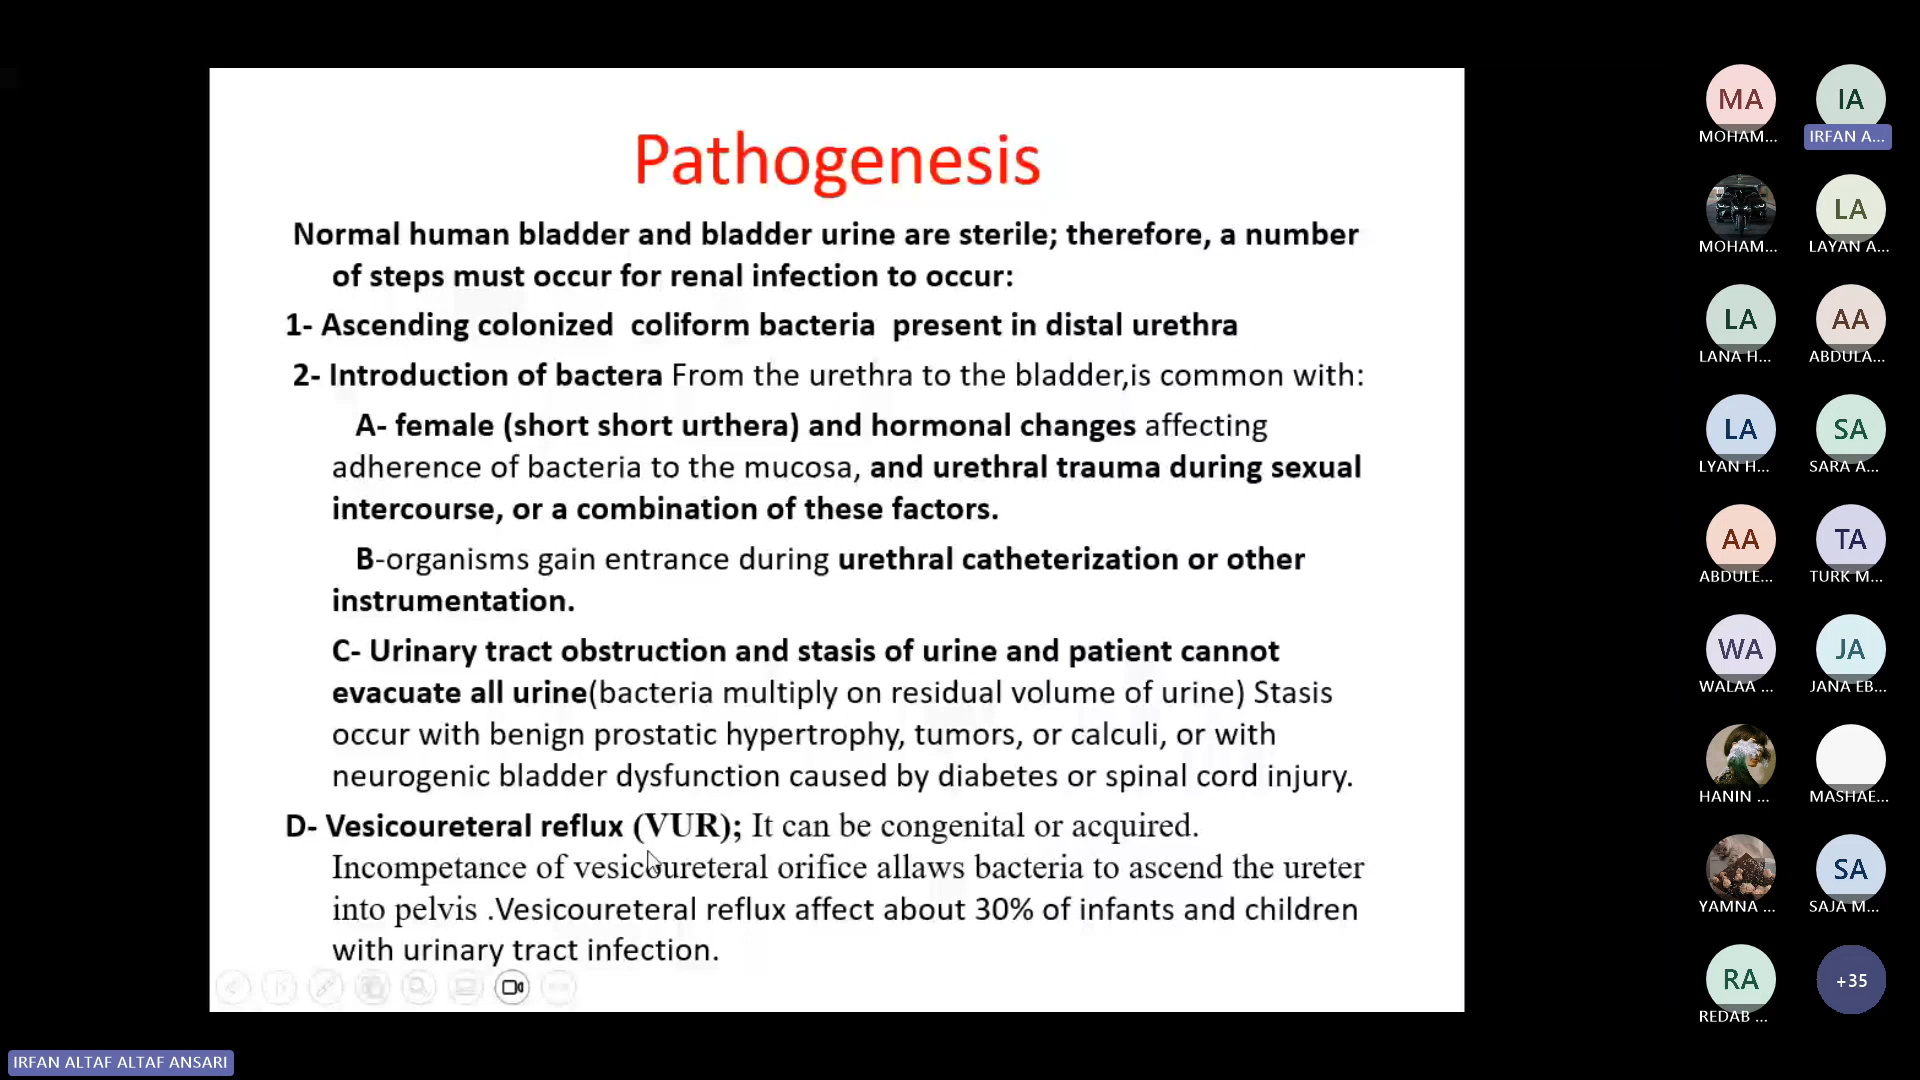 Pathogenesis
Normal human bladder and bladder urine are sterile; therefore, a number
of steps must occur for renal infection to occur:
1- Ascending colonized coliform bacteria present in distal urethra
2- Introduction of bactera From the urethra to the bladder,is common with:
A- female (short short urthera) and hormonal changes affecting
adherence of bacteria to the mucosa, and urethral trauma during sexual
intercourse, or a combination of these factors.
B-organisms gain entrance during urethral catheterization or other
instrumentation.
C- Urinary tract obstruction and stasis of urine and patient cannot
evacuate all urine(bacteria multiply on residual volume of urine) Stasis
occur with benign prostatic hypertrophy, tumors, or calculi, or with
neurogenic bladder dysfunction caused by diabetes or spinal cord injury.
D- Vesicoureteral reflux (VUR); It can be congenital or acquired.
Incompetance of vesicoureteral orifice allaws bacteria to ascend the ureter
into pelvis .Vesicoureteral reflux affect about 30% of infants and children
with urinary tract infection.
MA IA
MOHAM... IRFAN A...
LA
MOHAM... LAYAN A...
LA AA
LANA H... ABDULA...
LA SA
LYAN H... SARA A...
AA TA
ABDULE... TURK M...
WA JA
WALAA ... JANA EB...
HANIN ... MASHAE...
SA
YAMNA ... SAJA M...
RA +35
REDAB ...
IRFAN ALTAF ALTAF ANSARI